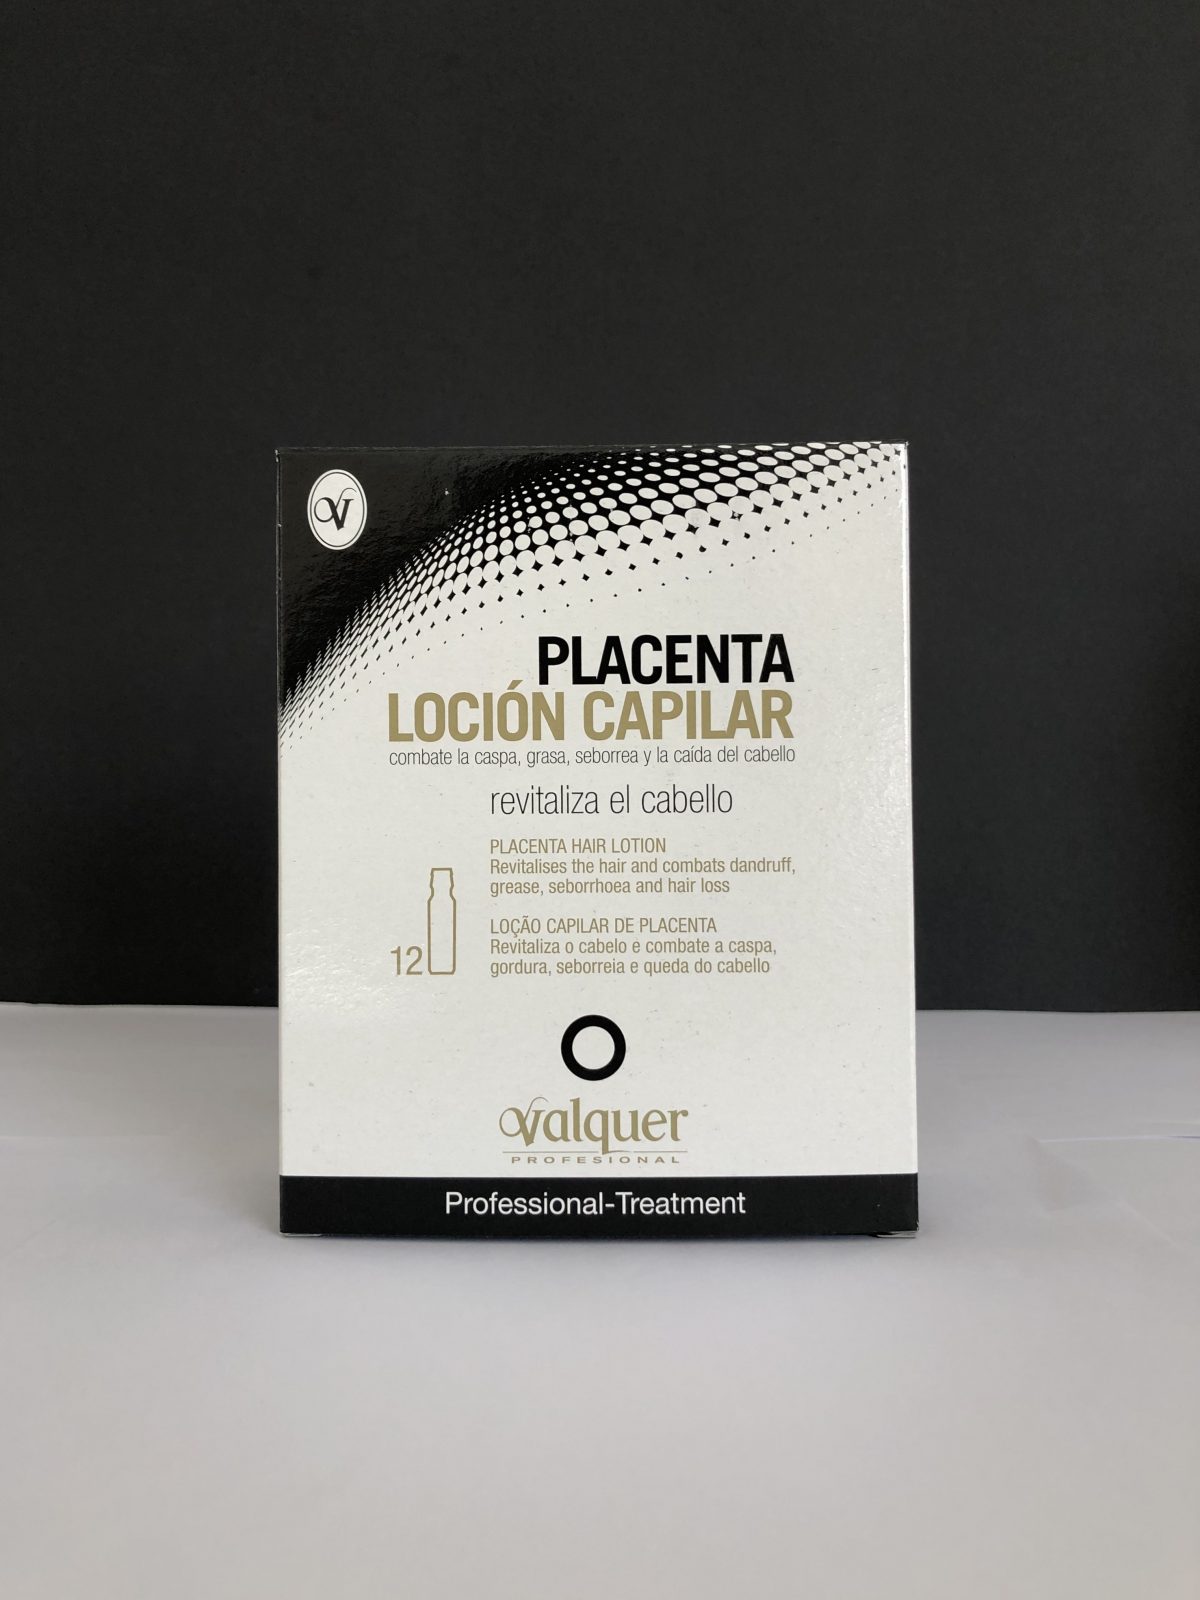 V
PLACENTA
LOCIÓN CAPILAR
combate la caspa, grasa, seborrea y la caída del cabello
revitaliza el cabello
PLACENTA HAIR LOTION
Revitalises the hair and combats dandruff,
grease, seborrhoea and hair loss
LOÇÃO CAPILAR DE PLACENTA
Revitaliza o cabelo e combate a caspa,
gordura, seborreia e queda do cabello
12
valquer
PROFESIONAL
Professional-Treatment